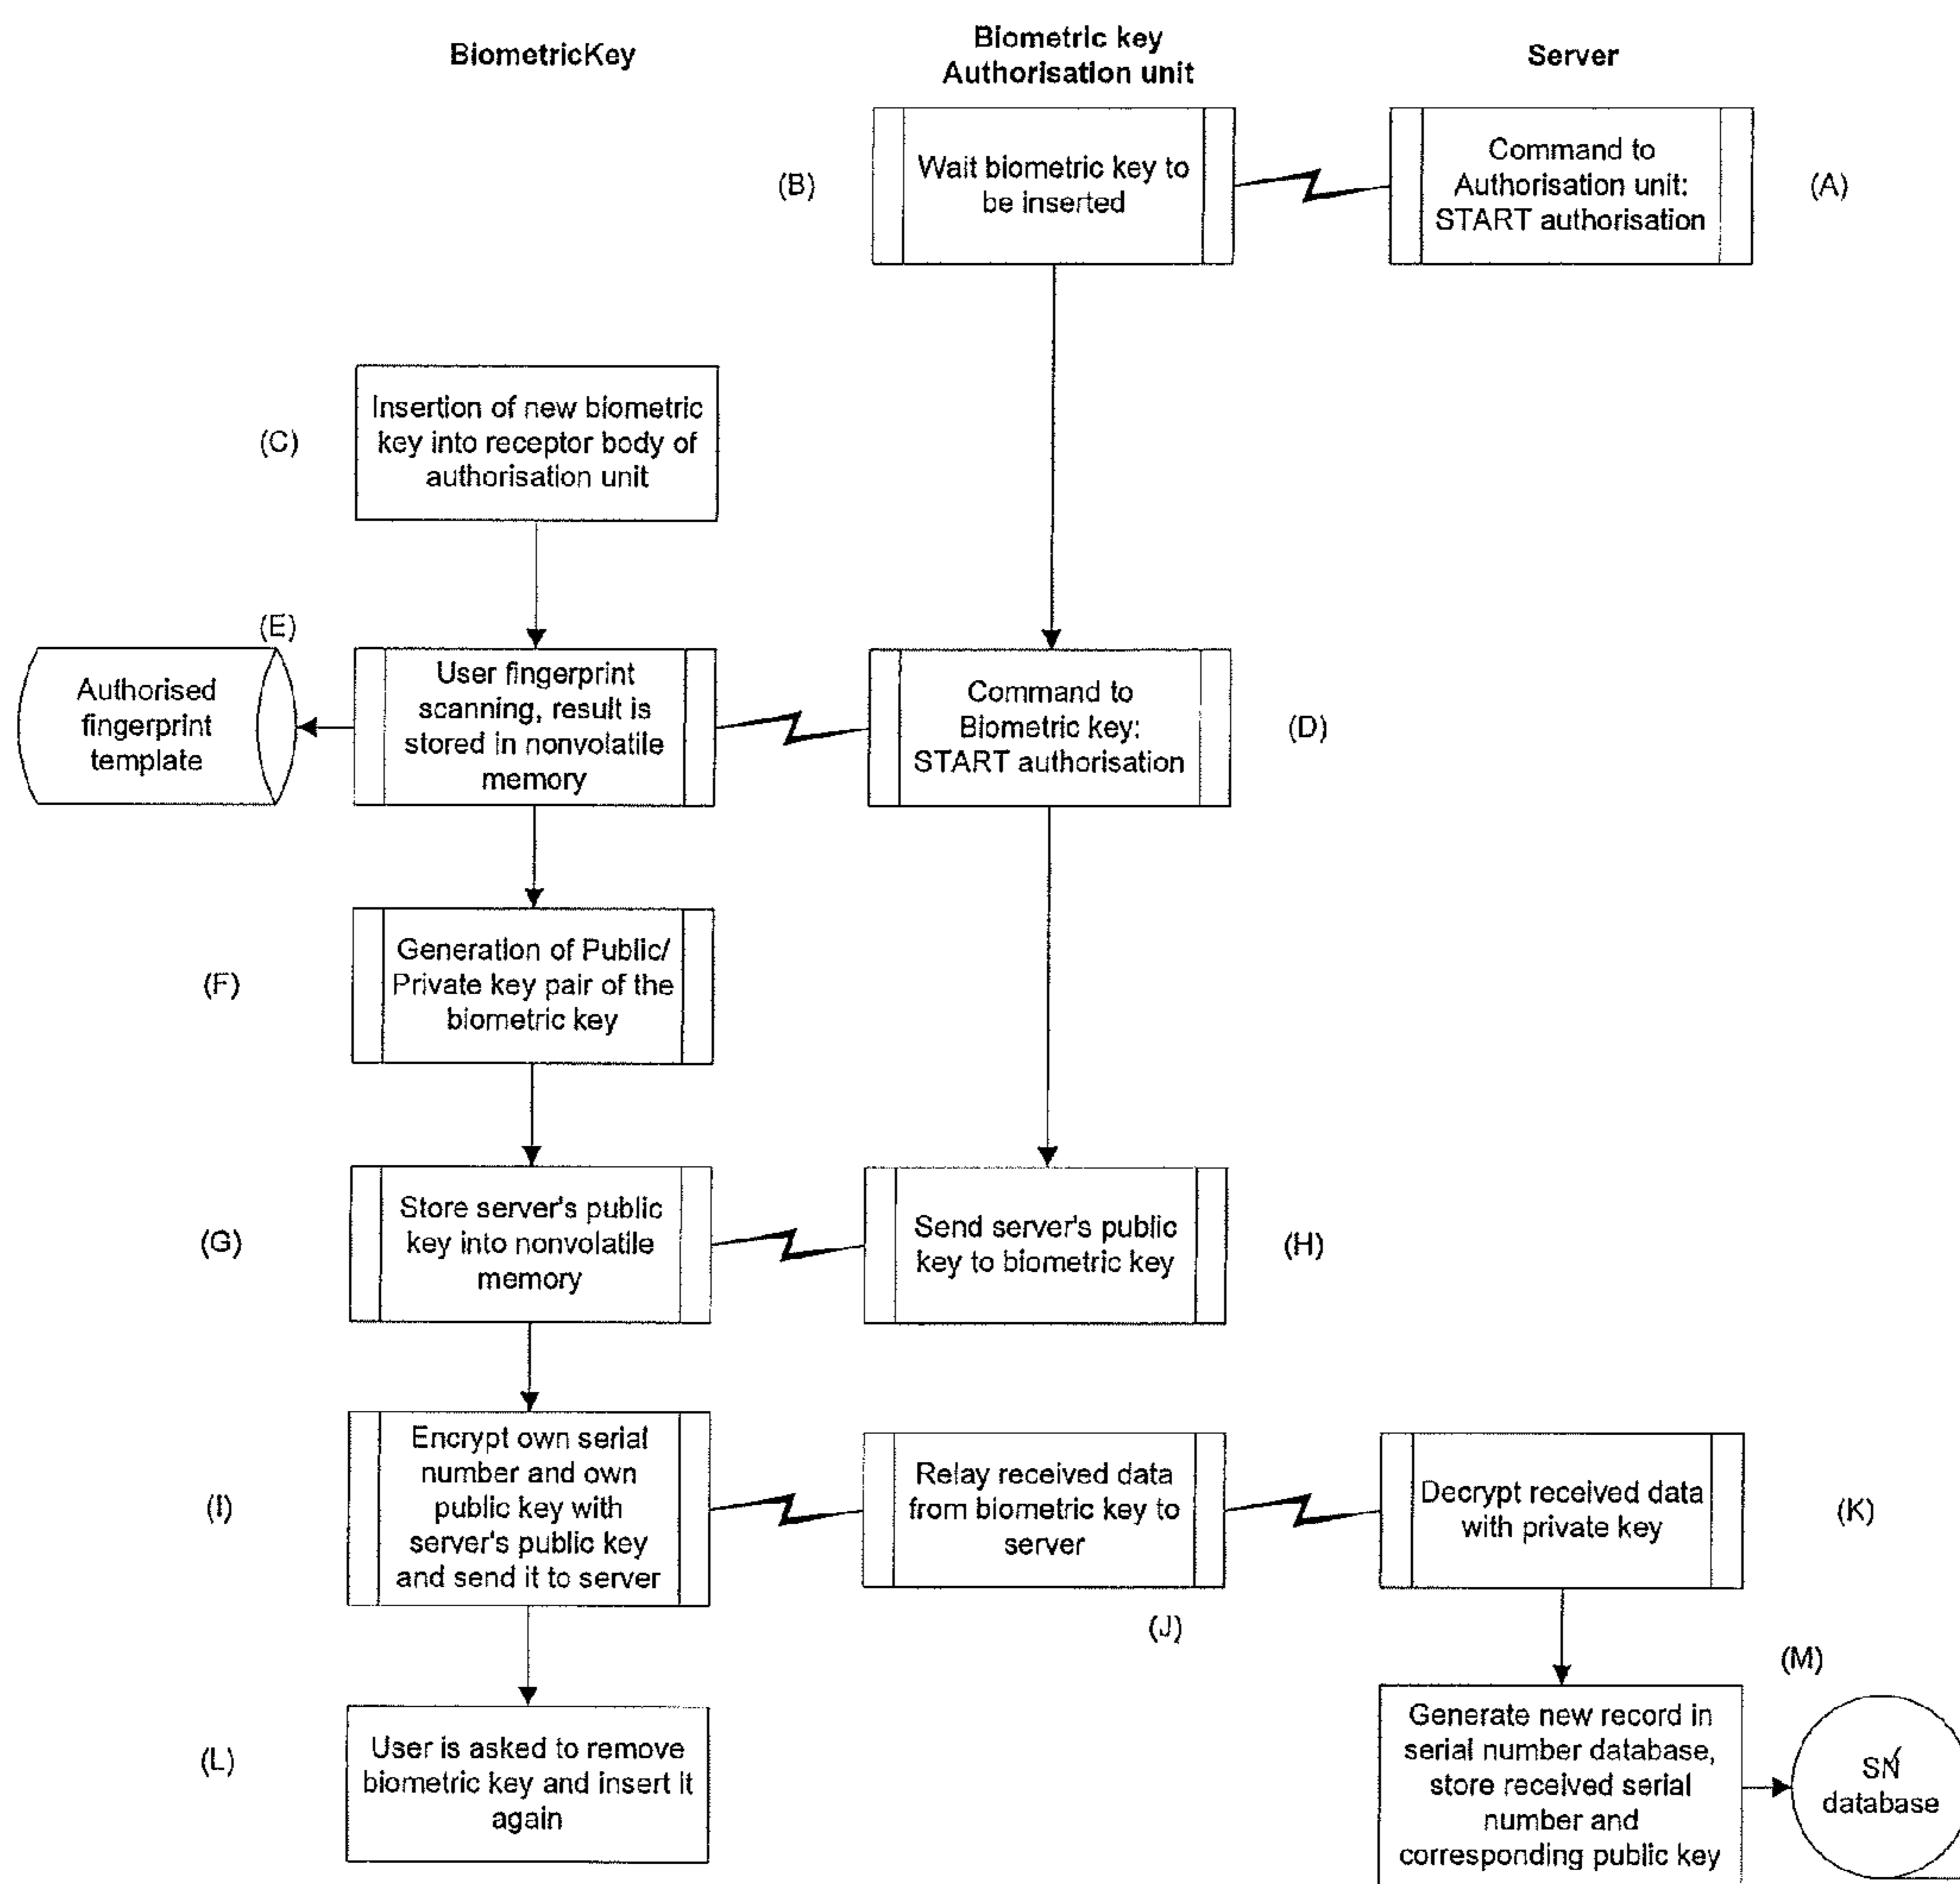 BiometricKey
Biometric key
Authorisation unit
Server
(B)
Wait biometric key to
be inserted
Command to
Authorisation unit:
START authorisation
(A)
(C)
Insertion of new biometric
key into receptor body of
authorisation unit
(E)
Authorised
fingerprint
template
User fingerprint
scanning, result is
stored in nonvolatile
memory
Command to
Biometric key:
START authorisation
(D)
(F)
Generation of Public/
Private key pair of the
biometric key
(G)
Store server's public
key into nonvolatile
memory
Send server's public
key to biometric key
(H)
(I)
Encrypt own serial
number and own
public key with
server's public key
and send it to server
Relay received data
from biometric key to
server
(J)
Decrypt received data
with private key
(K)
(L)
User is asked to remove
biometric key and insert it
again
(M)
Generate new record in
serial number database,
store received serial
number and
corresponding public key
SN
database